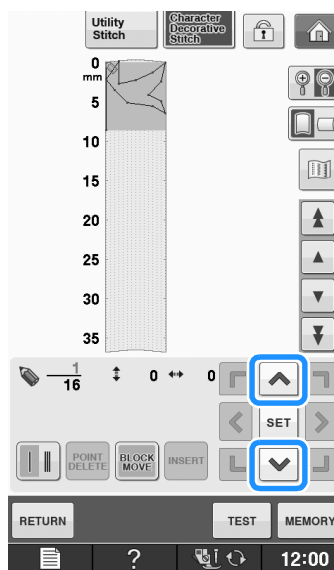 Utility
Stitch
Character
Decorative
Stitch
0
mm
5
10
15
20
25
30
35
1
16
0
0
SET
POINT
DELETE
BLOCK
MOVE
INSERT
RETURN
TEST
MEMORY
?
12:00